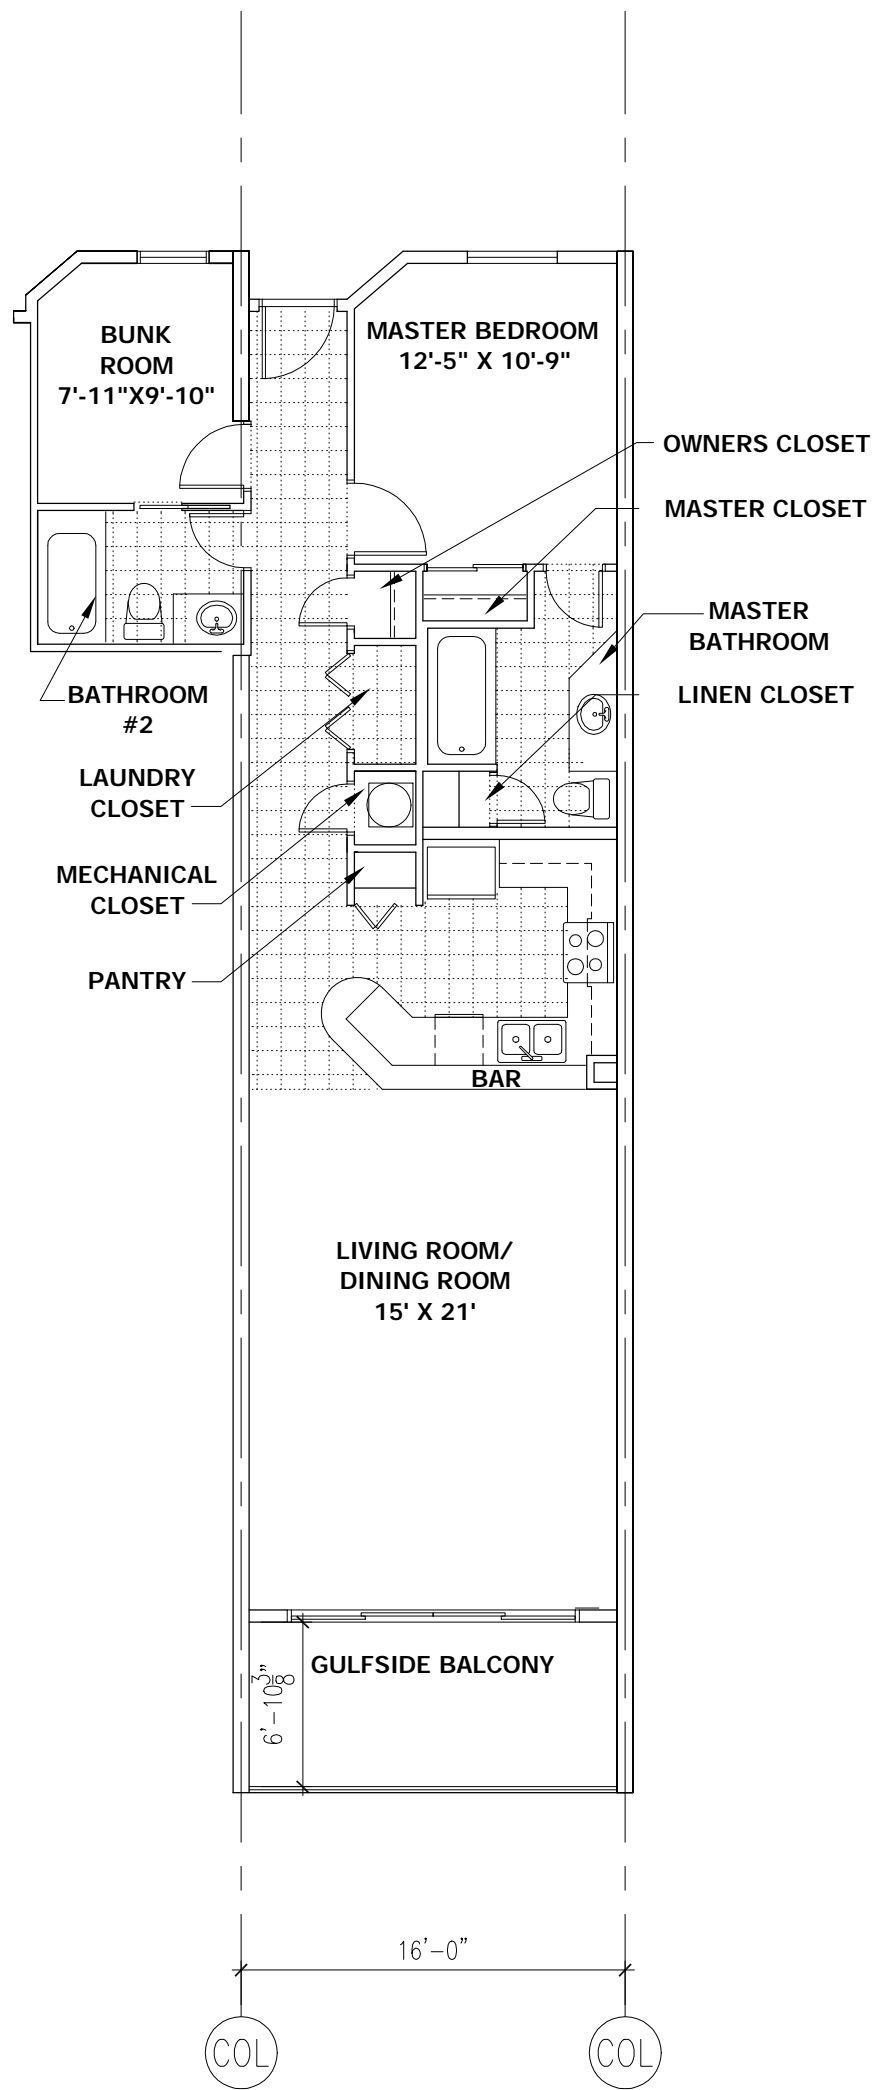 BUNK
ROOM
7'-11"X9'-10"
MASTER BEDROOM
12'-5" X 10'-9"
OWNERS CLOSET
MASTER CLOSET
MASTER
BATHROOM
LINEN CLOSET
BATHROOM
#2
LAUNDRY
CLOSET
MECHANICAL
CLOSET
PANTRY
BAR
LIVING ROOM/
DINING ROOM
15' X 21'
GULFSIDE BALCONY
6'-10 3/8"
16'-0"
COL
COL